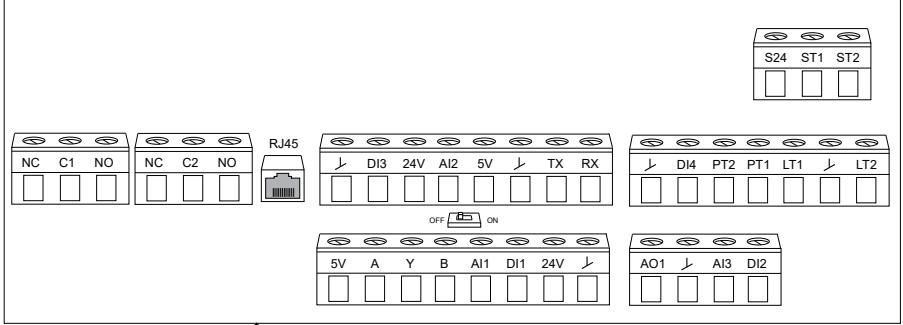 S24 ST1 ST2
RJ45
NC C1 NO NC C2 NO DI3 24V AI2 5V TX RX DI4 PT2 PT1 LT1 LT2
OFF ON
5V A Y B AI1 DI1 24V AO1 AI3 DI2